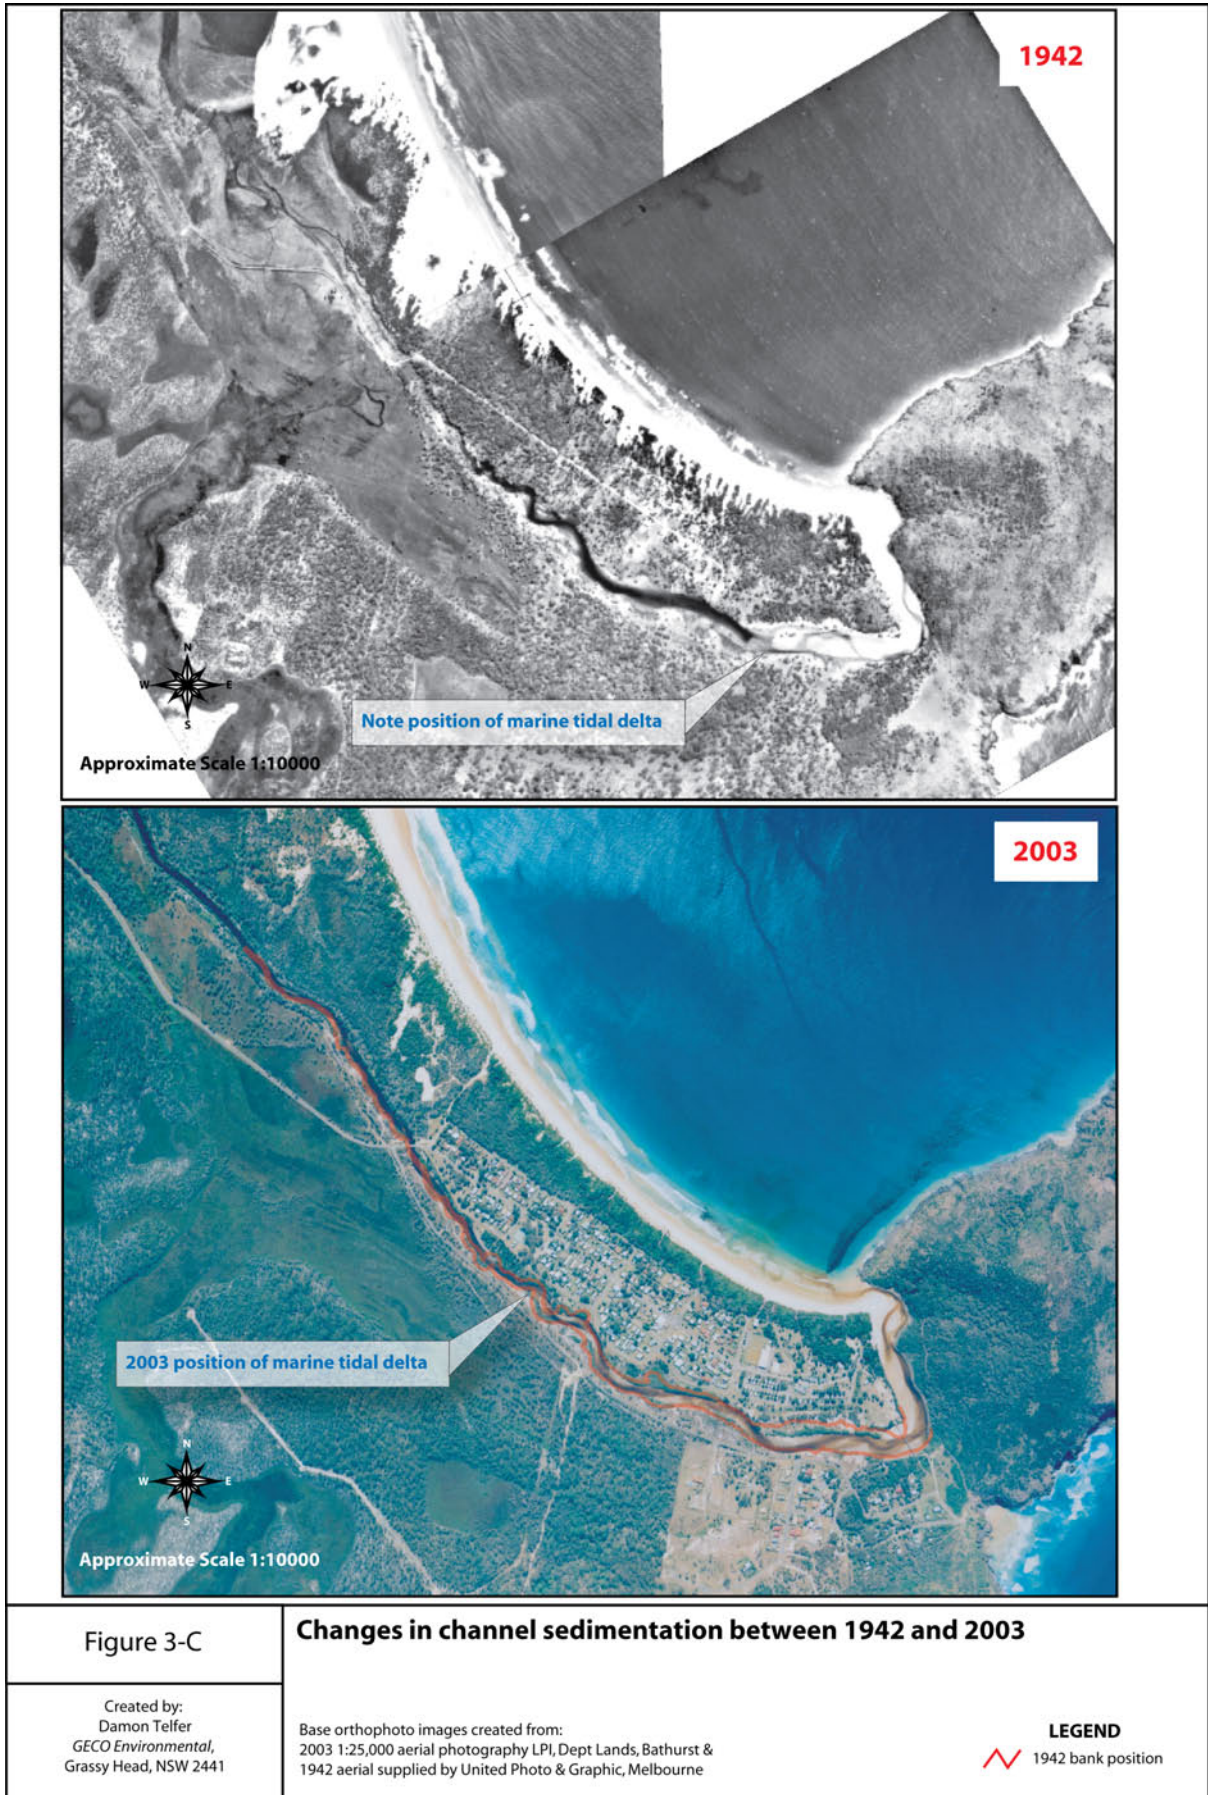 1942
Note position of marine tidal delta
N
W E
S
Approximate Scale 1:10000
2003
2003 position of marine tidal delta
N
W E
S
Approximate Scale 1:10000
Figure 3-C
Changes in channel sedimentation between 1942 and 2003
Created by:
Damon Telfer
GECO Environmental,
Grassy Head, NSW 2441
Base orthophoto images created from:
2003 1:25,000 aerial photography LPI, Dept Lands, Bathurst &
1942 aerial supplied by United Photo & Graphic, Melbourne
LEGEND
1942 bank position